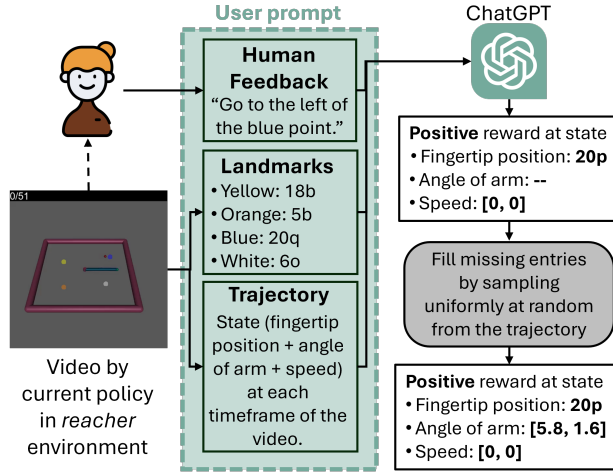 User prompt
ChatGPT
Human
Feedback
“Go to the left of
the blue point.”
Landmarks
• Yellow: 18b
• Orange: 5b
• Blue: 20q
• White: 6o
Trajectory
State (fingertip
position + angle
of arm + speed)
at each
timeframe of the
video.
0/51
Video by
current policy
in reacher
environment
Positive reward at state
• Fingertip position: 20p
• Angle of arm: --
• Speed: [0, 0]
Fill missing entries
by sampling
uniformly at random
from the trajectory
Positive reward at state
• Fingertip position: 20p
• Angle of arm: [5.8, 1.6]
• Speed: [0, 0]